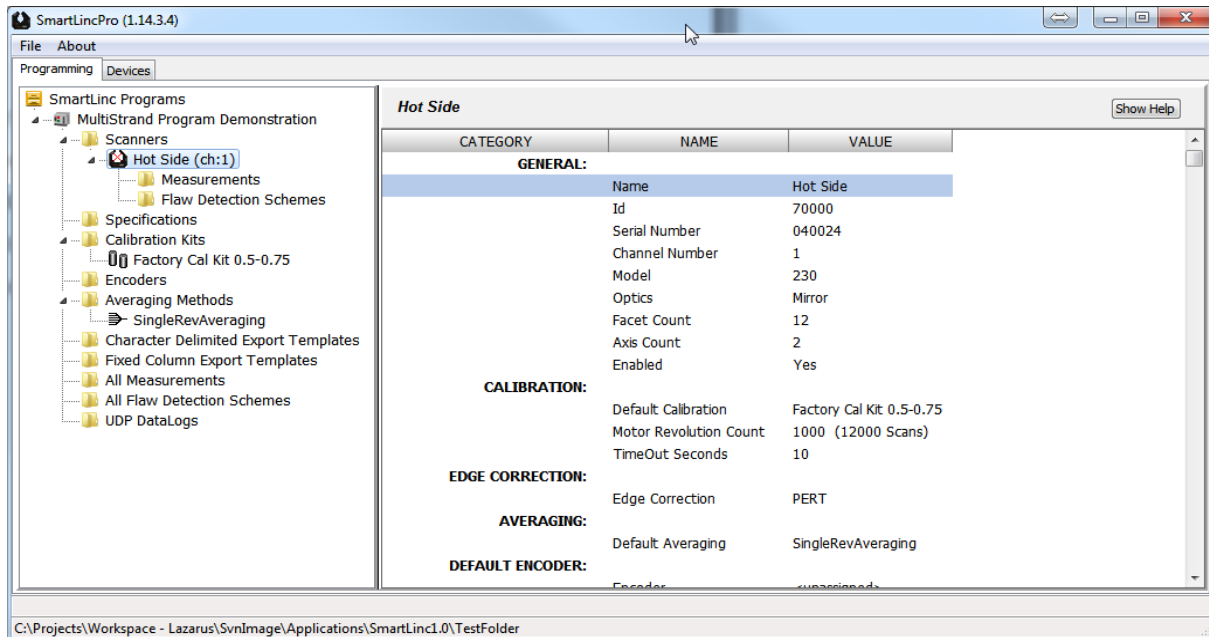 SmartLincPro (1.14.3.4)
File About
Programming Devices
SmartLinc Programs
MultiStrand Program Demonstration
Scanners
Hot Side (ch:1)
Measurements
Flaw Detection Schemes
Specifications
Calibration Kits
Factory Cal Kit 0.5-0.75
Encoders
Averaging Methods
SingleRevAveraging
Character Delimited Export Templates
Fixed Column Export Templates
All Measurements
All Flaw Detection Schemes
UDP DataLogs
Hot Side Show Help
CATEGORY NAME VALUE
GENERAL:
Name Hot Side
Id 70000
Serial Number 040024
Channel Number 1
Model 230
Optics Mirror
Facet Count 12
Axis Count 2
Enabled Yes
CALIBRATION:
Default Calibration Factory Cal Kit 0.5-0.75
Motor Revolution Count 1000 (12000 Scans)
TimeOut Seconds 10
EDGE CORRECTION:
Edge Correction PERT
AVERAGING:
Default Averaging SingleRevAveraging
DEFAULT ENCODER:
Encoder <unassigned>
C:\Projects\Workspace - Lazarus\SvnImage\Applications\SmartLinc1.0\TestFolder